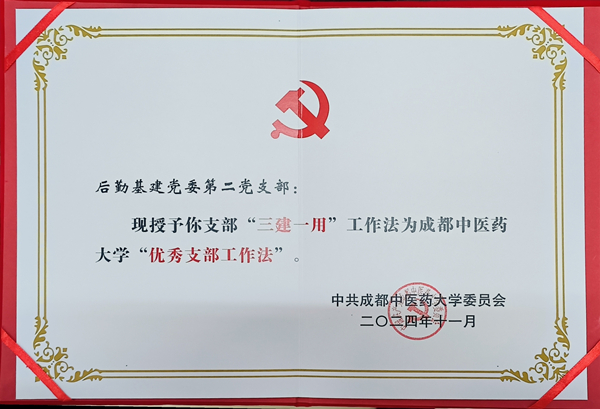 后勤基建党委第二党支部：
现授予你支部“三建一用”工作法为成都中医药
大学“优秀支部工作法”。
中共成都中医药大学委员会
二〇二四年十一月